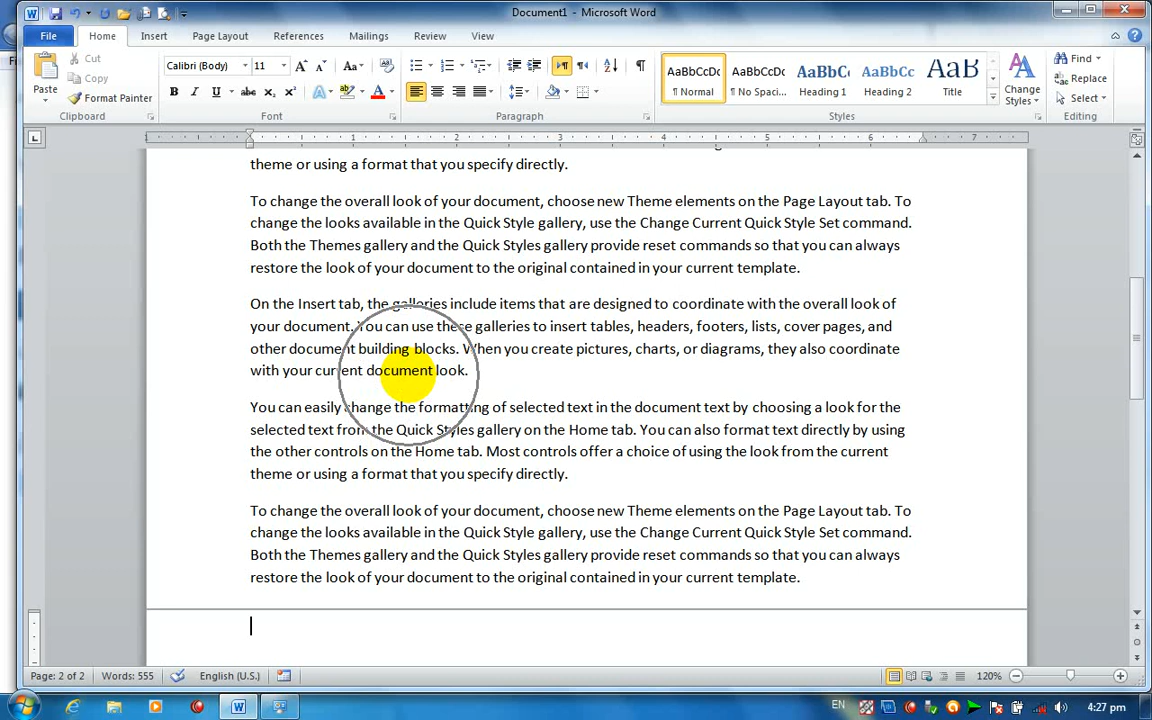 Document1 - Microsoft Word
File Home Insert Page Layout References Mailings Review View
Calibri (Body) 11
Paste
Cut
Copy
Format Painter
AaBbCcDc AaBbCcDc AaBbC AaBbCc AaB
¶ Normal ¶ No Spaci... Heading 1 Heading 2 Title
Change
Styles
Find
Replace
Select
Clipboard Font Paragraph Styles Editing
1 2 3 4 5 6 7
theme or using a format that you specify directly.
To change the overall look of your document, choose new Theme elements on the Page Layout tab. To
change the looks available in the Quick Style gallery, use the Change Current Quick Style Set command.
Both the Themes gallery and the Quick Styles gallery provide reset commands so that you can always
restore the look of your document to the original contained in your current template.
On the Insert tab, the galleries include items that are designed to coordinate with the overall look of
your document. You can use these galleries to insert tables, headers, footers, lists, cover pages, and
other document building blocks. When you create pictures, charts, or diagrams, they also coordinate
with your current document look.
You can easily change the formatting of selected text in the document text by choosing a look for the
selected text from the Quick Styles gallery on the Home tab. You can also format text directly by using
the other controls on the Home tab. Most controls offer a choice of using the look from the current
theme or using a format that you specify directly.
To change the overall look of your document, choose new Theme elements on the Page Layout tab. To
change the looks available in the Quick Style gallery, use the Change Current Quick Style Set command.
Both the Themes gallery and the Quick Styles gallery provide reset commands so that you can always
restore the look of your document to the original contained in your current template.
Page: 2 of 2 Words: 555 English (U.S.) 120%
EN 4:27 pm